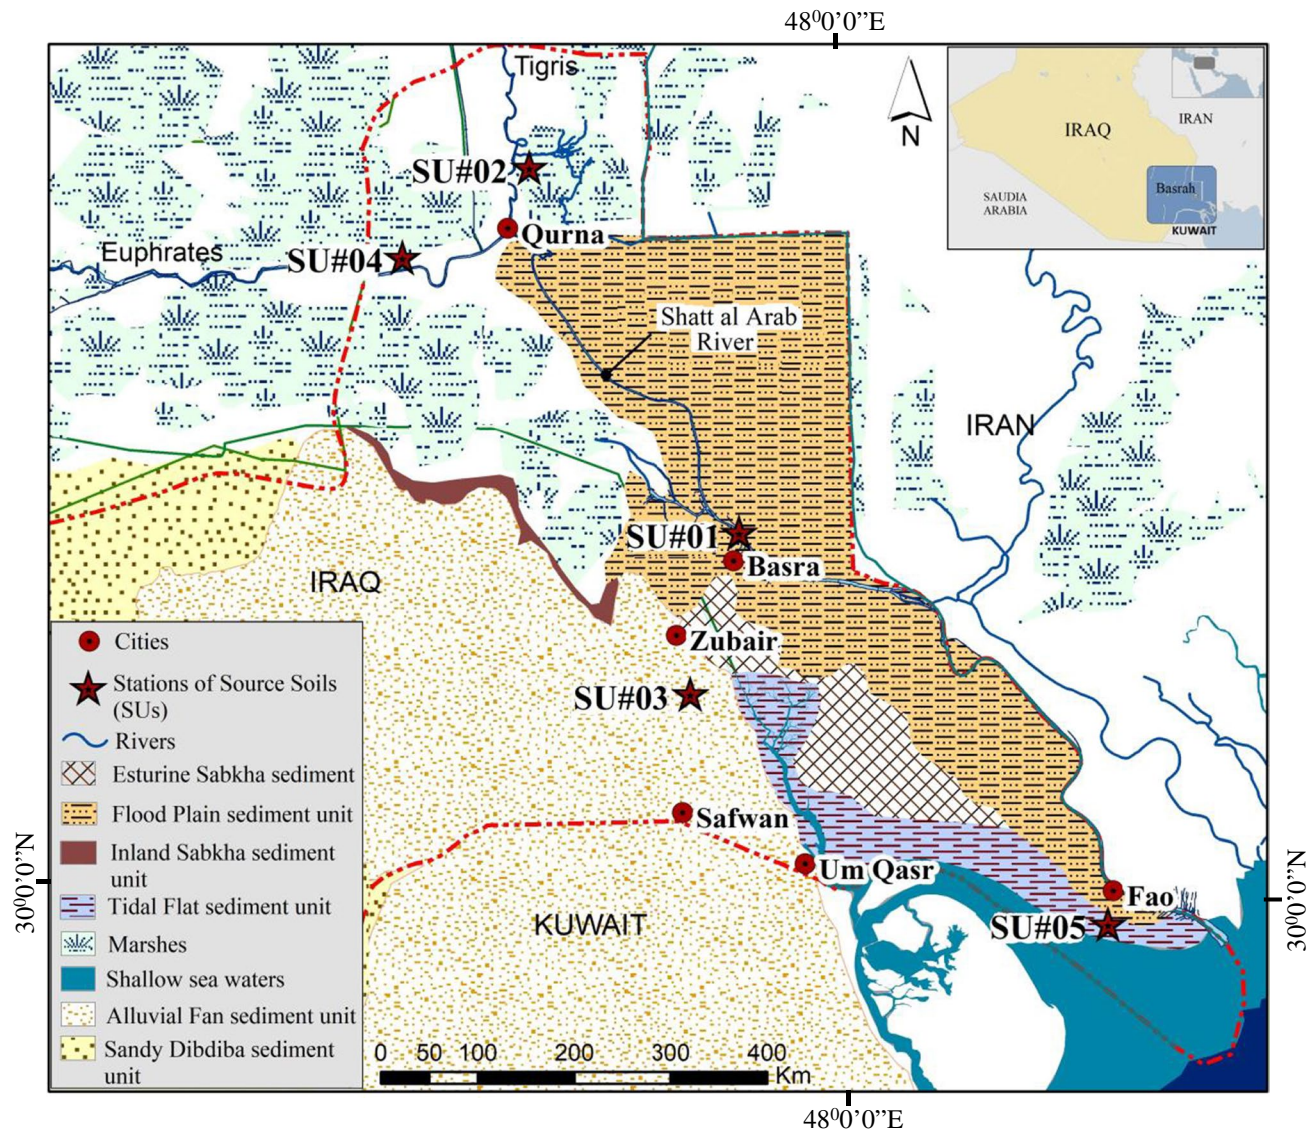 48⁰0’0”E
Tigris
N
IRAQ
IRAN
Basrah
SAUDIA
ARABIA
KUWAIT
SU#02
Qurna
Euphrates
SU#04
Shatt al Arab
River
IRAN
SU#01
Basra
IRAQ
Zubair
SU#03
Safwan
Um Qasr
Fao
SU#05
KUWAIT
Cities
Stations of Source Soils
(SUs)
Rivers
Esturine Sabkha sediment
Flood Plain sediment unit
Inland Sabkha sediment
unit
Tidal Flat sediment unit
Marshes
Shallow sea waters
Alluvial Fan sediment unit
Sandy Dibdiba sediment
unit
0 50 100 200 300 400
Km
30⁰0’0”N
30⁰0’0”N
48⁰0’0”E